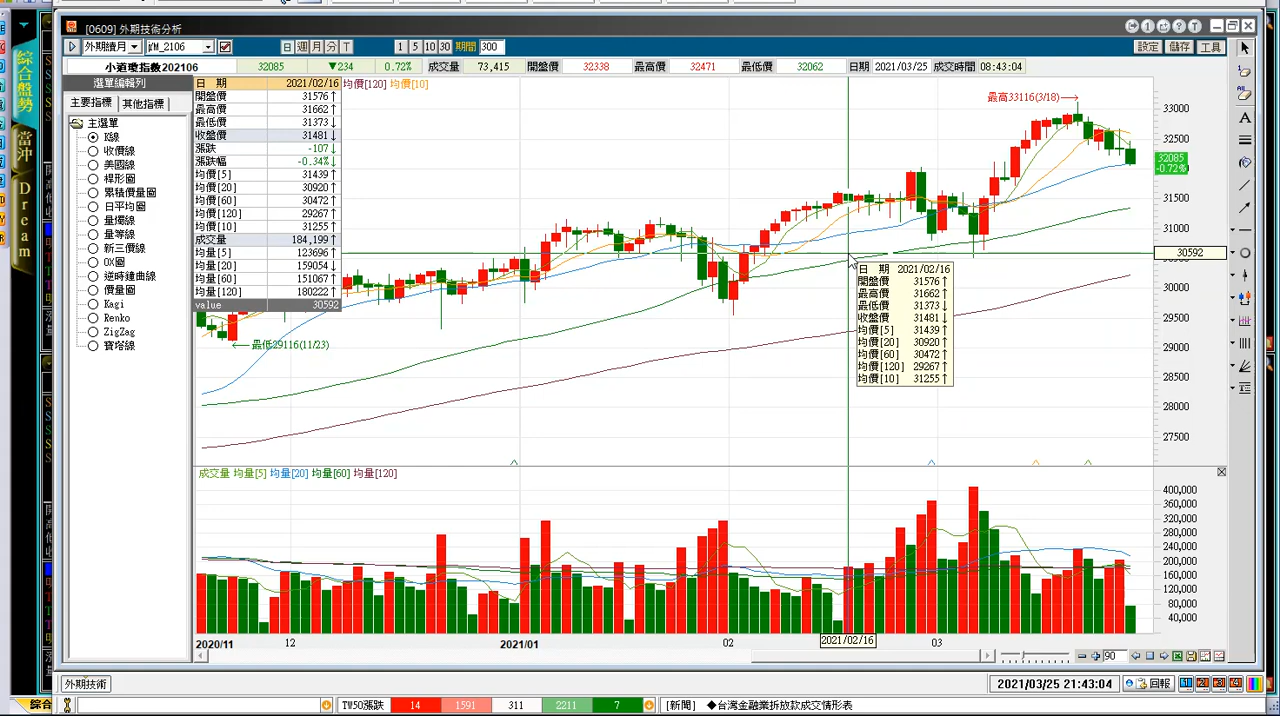 [0609] 外期技術分析
外期續月 jYM_2106 日 週 月 分 T 1 5 10 30 期間 300 設定 儲存 工具
小道瓊指數202106 32085 ▼234 0.72% 成交量 73,415 開盤價 32338 最高價 32471 最低價 32062 日期 2021/03/25 成交時間 08:43:04
選單編輯列
主要指標 其他指標
主選單
K線
收價線
美國線
桿形圖
累積價量圖
日平均圖
量燭線
量等線
新三價線
OX圖
逆時鐘曲線
價量圖
Kagi
Renko
ZigZag
寶塔線
均價[120] 均價[10]
日 期 2021/02/16
開盤價 31576↓
最高價 31662↑
最低價 31373↓
收盤價 31481↓
漲跌 -107↓
漲跌幅 -0.34%↓
均價[5] 31439↑
均價[20] 30920↑
均價[60] 30472↑
均價[120] 29267↑
均價[10] 31255↑
成交量 184,199↑
均量[5] 123696↑
均量[20] 159054↑
均量[60] 151067↑
均量[120] 180222↑
value 30592
最高33116(3/18)→
←最低29116(11/23)
日 期 2021/02/16
開盤價 31576↓
最高價 31662↑
最低價 31373↓
收盤價 31481↓
均價[5] 31439↑
均價[20] 30920↑
均價[60] 30472↑
均價[120] 29267↑
均價[10] 31255↑
33000
32500
32085
-0.72%
31500
31000
30592
30000
29500
29000
28500
28000
27500
成交量 均量[5] 均量[20] 均量[60] 均量[120]
400,000
360,000
320,000
280,000
240,000
200,000
160,000
120,000
80,000
40,000
2020/11 12 2021/01 02 2021/02/16 03
90
外期技術 2021/03/25 21:43:04 回報
綜合 TW50漲跌 14 1591 311 2211 7 [新聞] ◆台灣金融業拆放款成交情形表
綜合盤勢
當沖
Dream